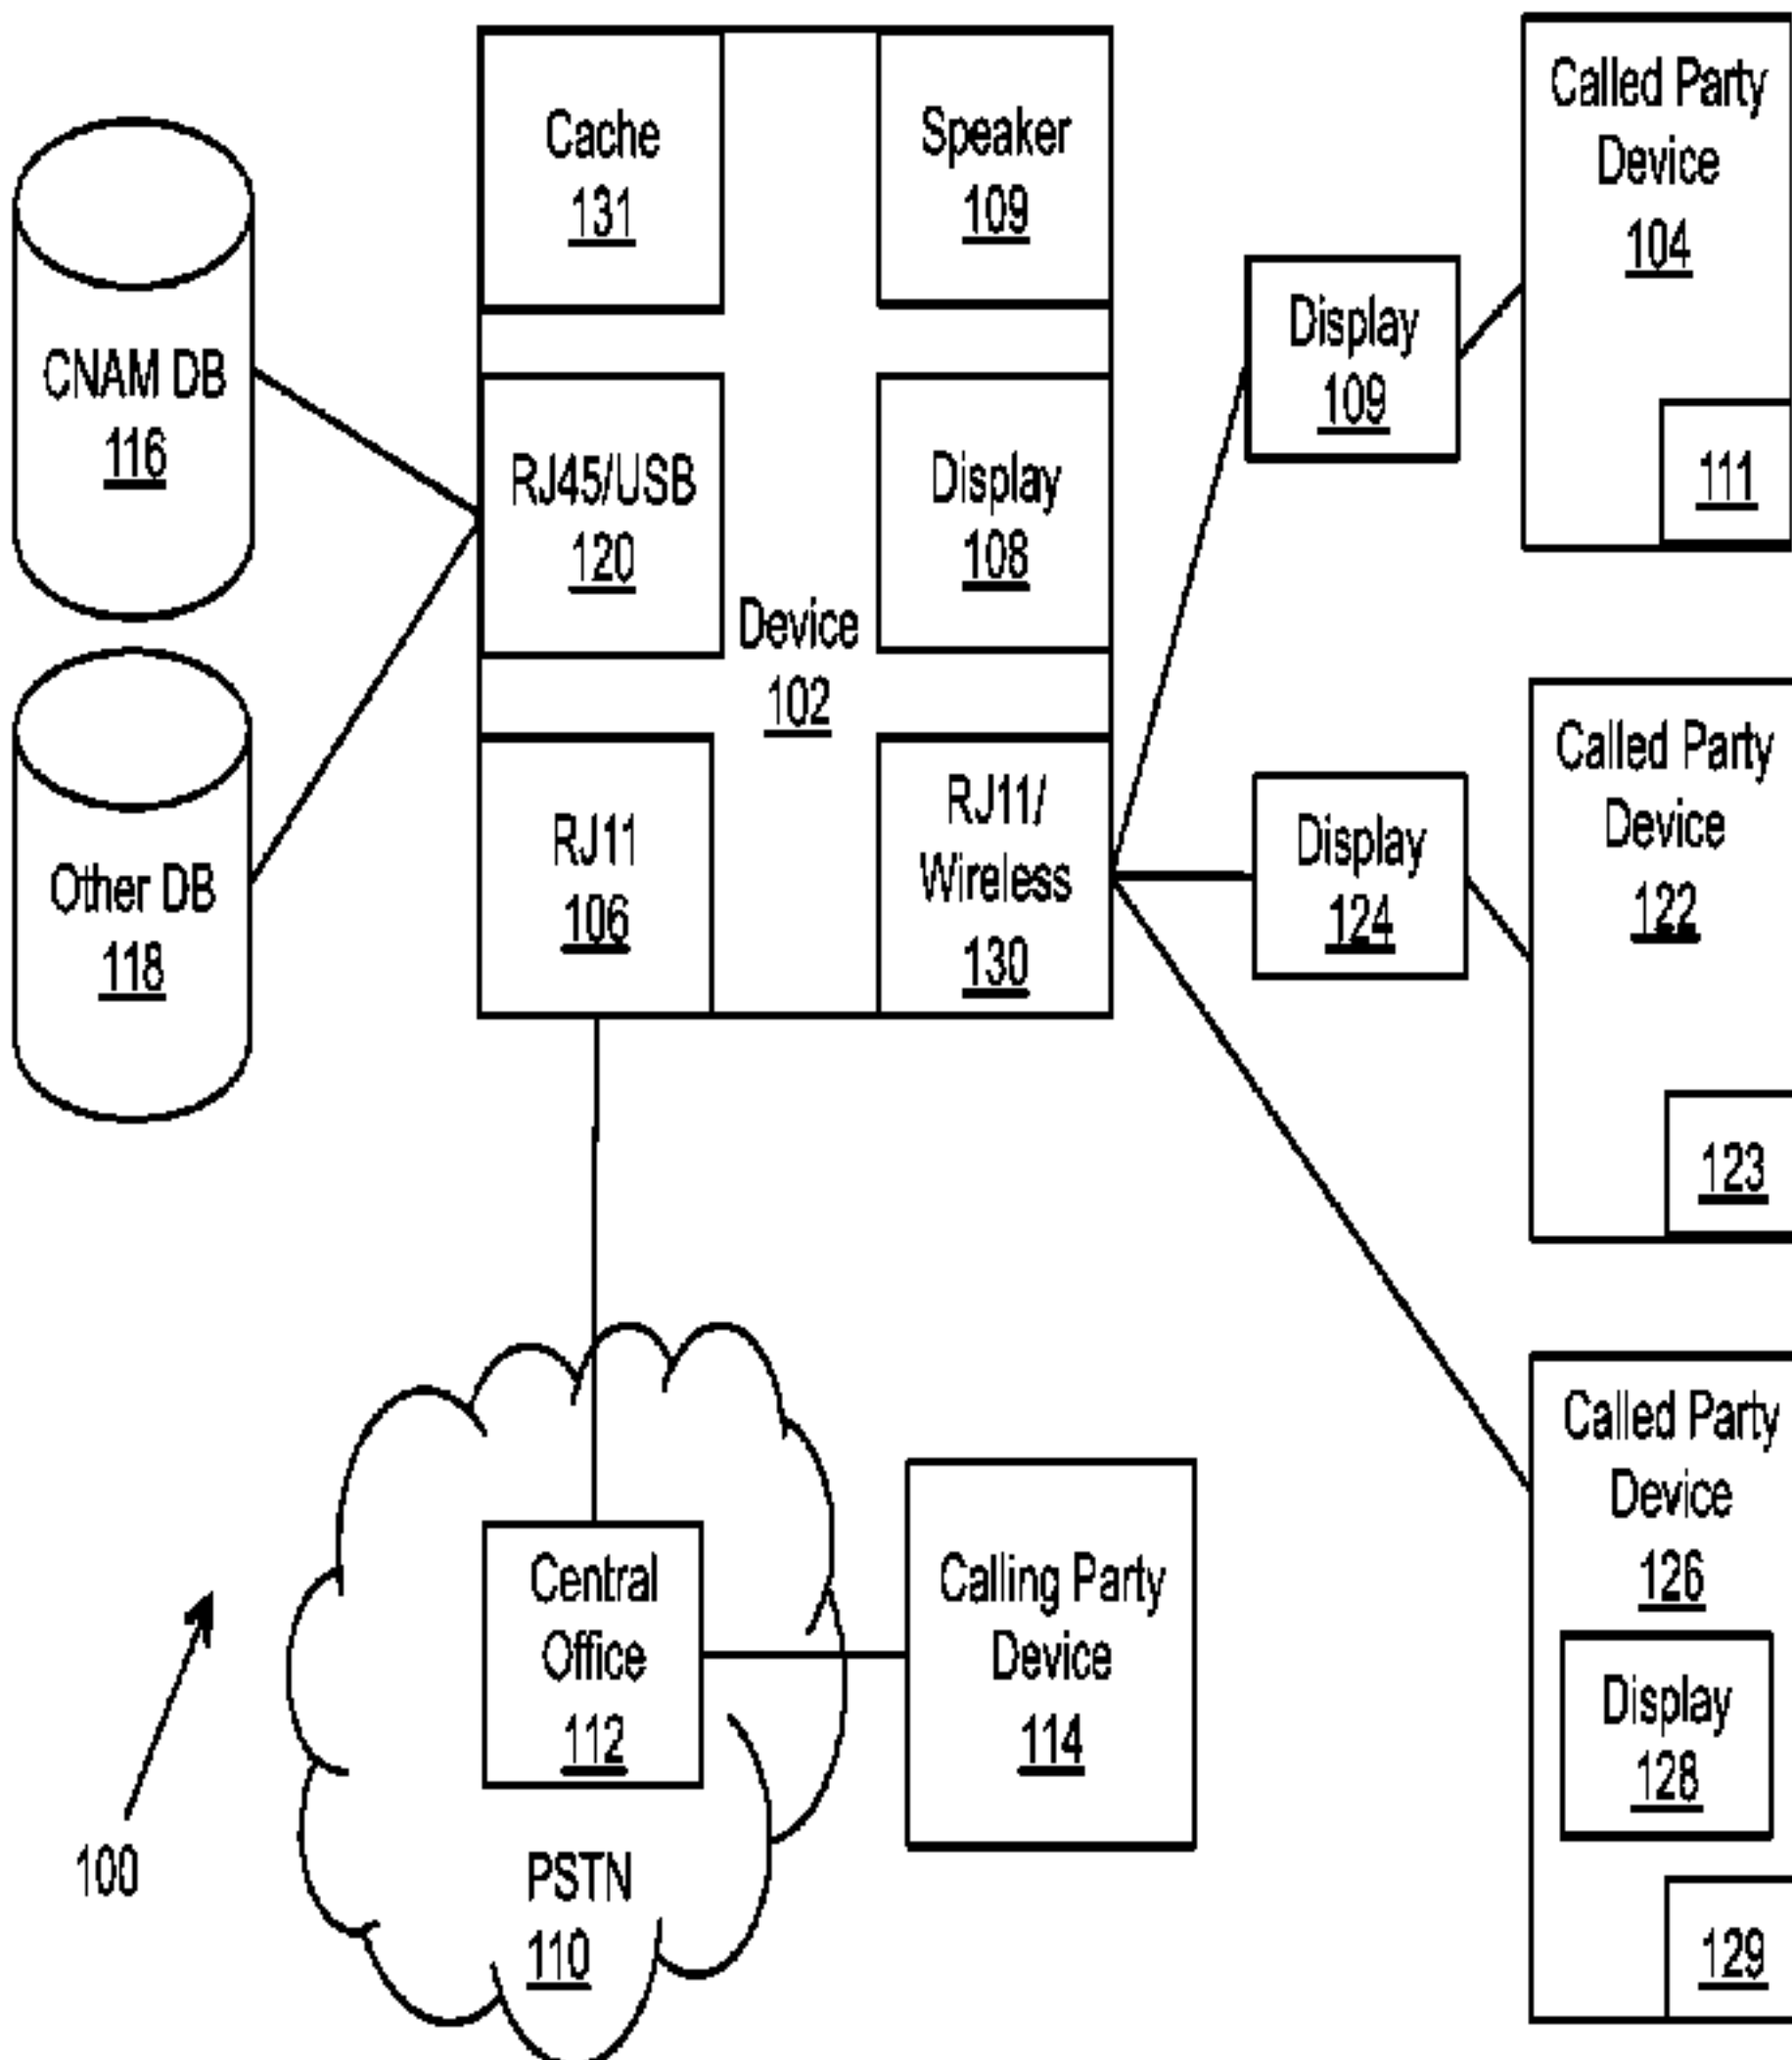 Cache
131
Speaker
109
Called Party
Device
104
Display
109
111
CNAM DB
116
RJ45/USB
120
Display
108
Device
102
Called Party
Device
122
Other DB
118
RJ11
106
RJ11/
Wireless
130
Display
124
123
Called Party
Device
126
Display
128
129
Central
Office
112
Calling Party
Device
114
PSTN
110
100